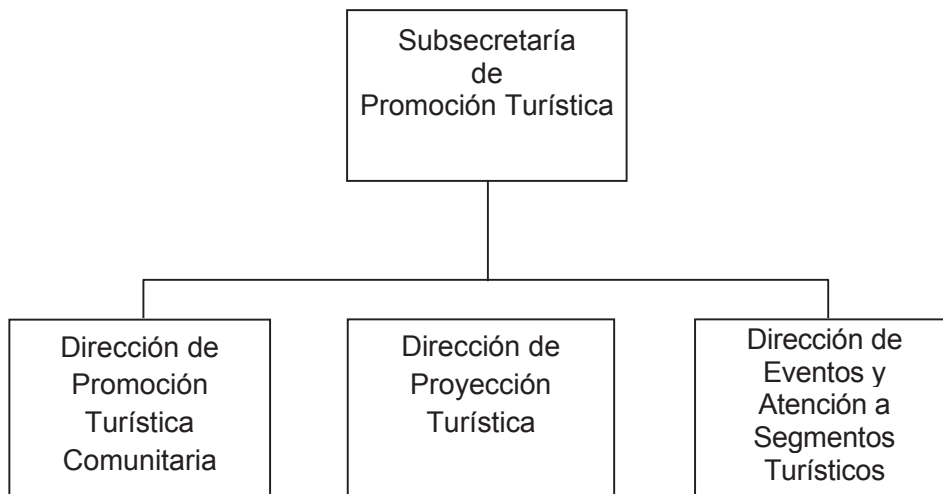 Subsecretaría
de
Promoción Turística
Dirección de
Promoción
Turística
Comunitaria
Dirección de
Proyección
Turística
Dirección de
Eventos y
Atención a
Segmentos
Turísticos